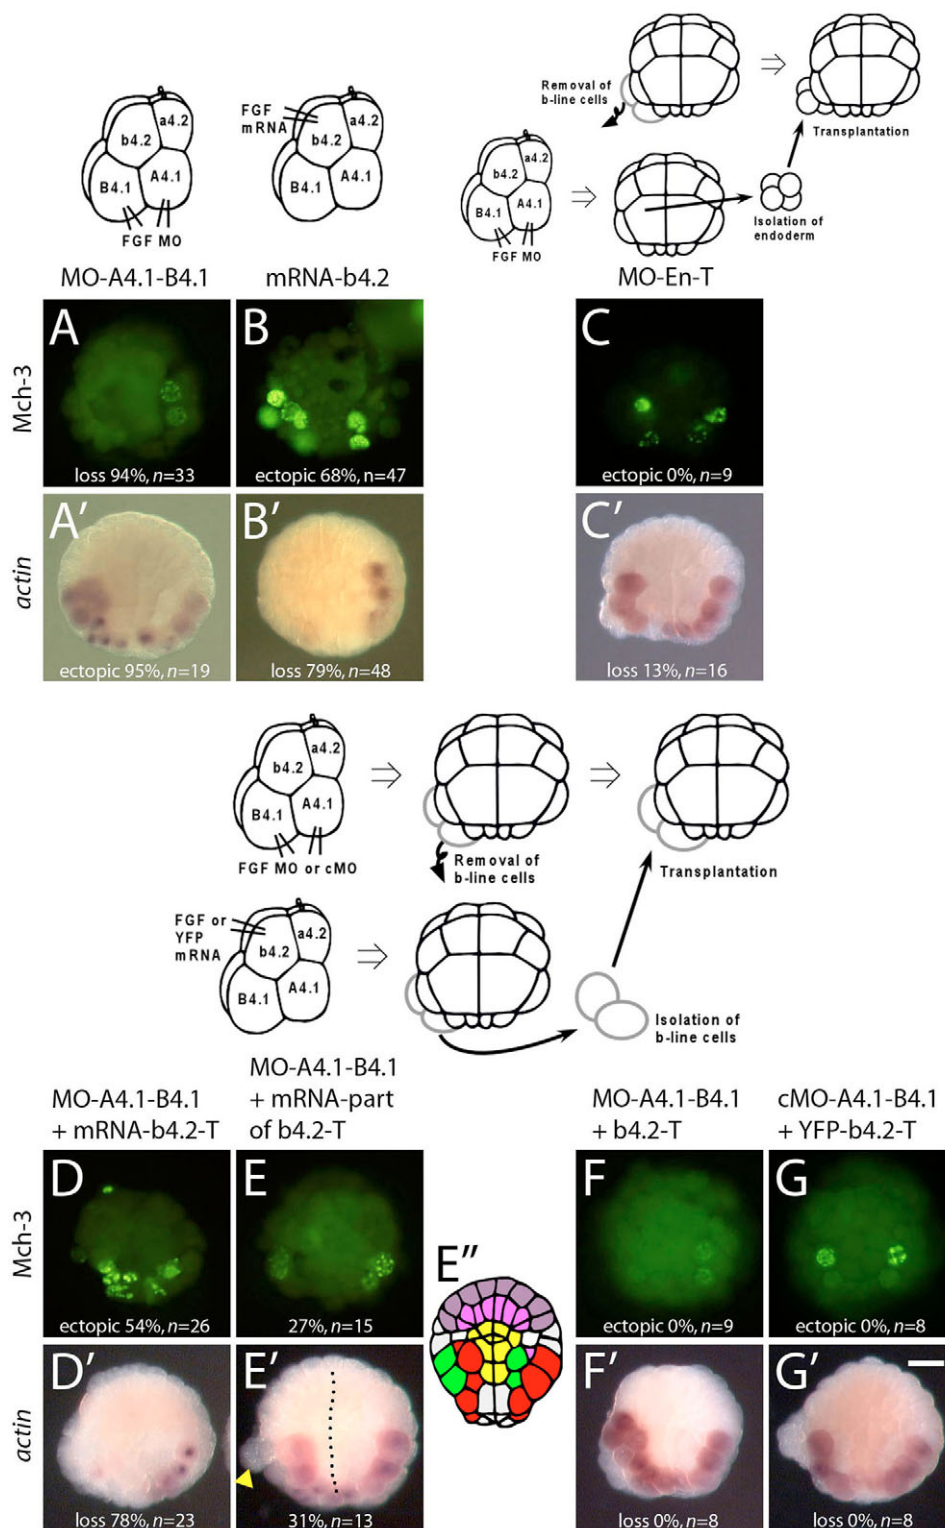 Removal of
b-line cells
Transplantation
b4.2
a4.2
B4.1
A4.1
FGF MO
FGF
mRNA
b4.2
a4.2
B4.1
A4.1
b4.2
a4.2
B4.1
A4.1
FGF MO
Isolation of
endoderm
MO-A4.1-B4.1
mRNA-b4.2
MO-En-T
Mch-3
A
loss 94%, n=33
B
ectopic 68%, n=47
C
ectopic 0%, n=9
actin
A′
ectopic 95%, n=19
B′
loss 79%, n=48
C′
loss 13%, n=16
b4.2
a4.2
B4.1
A4.1
FGF MO or cMO
Removal of
b-line cells
Transplantation
FGF or
YFP
mRNA
b4.2
a4.2
B4.1
A4.1
Isolation of
b-line cells
MO-A4.1-B4.1
+ mRNA-b4.2-T
MO-A4.1-B4.1
+ mRNA-part
of b4.2-T
MO-A4.1-B4.1
+ b4.2-T
cMO-A4.1-B4.1
+ YFP-b4.2-T
Mch-3
D
ectopic 54%, n=26
E
27%, n=15
E″
F
ectopic 0%, n=9
G
ectopic 0%, n=8
actin
D′
loss 78%, n=23
E′
31%, n=13
F′
loss 0%, n=8
G′
loss 0%, n=8